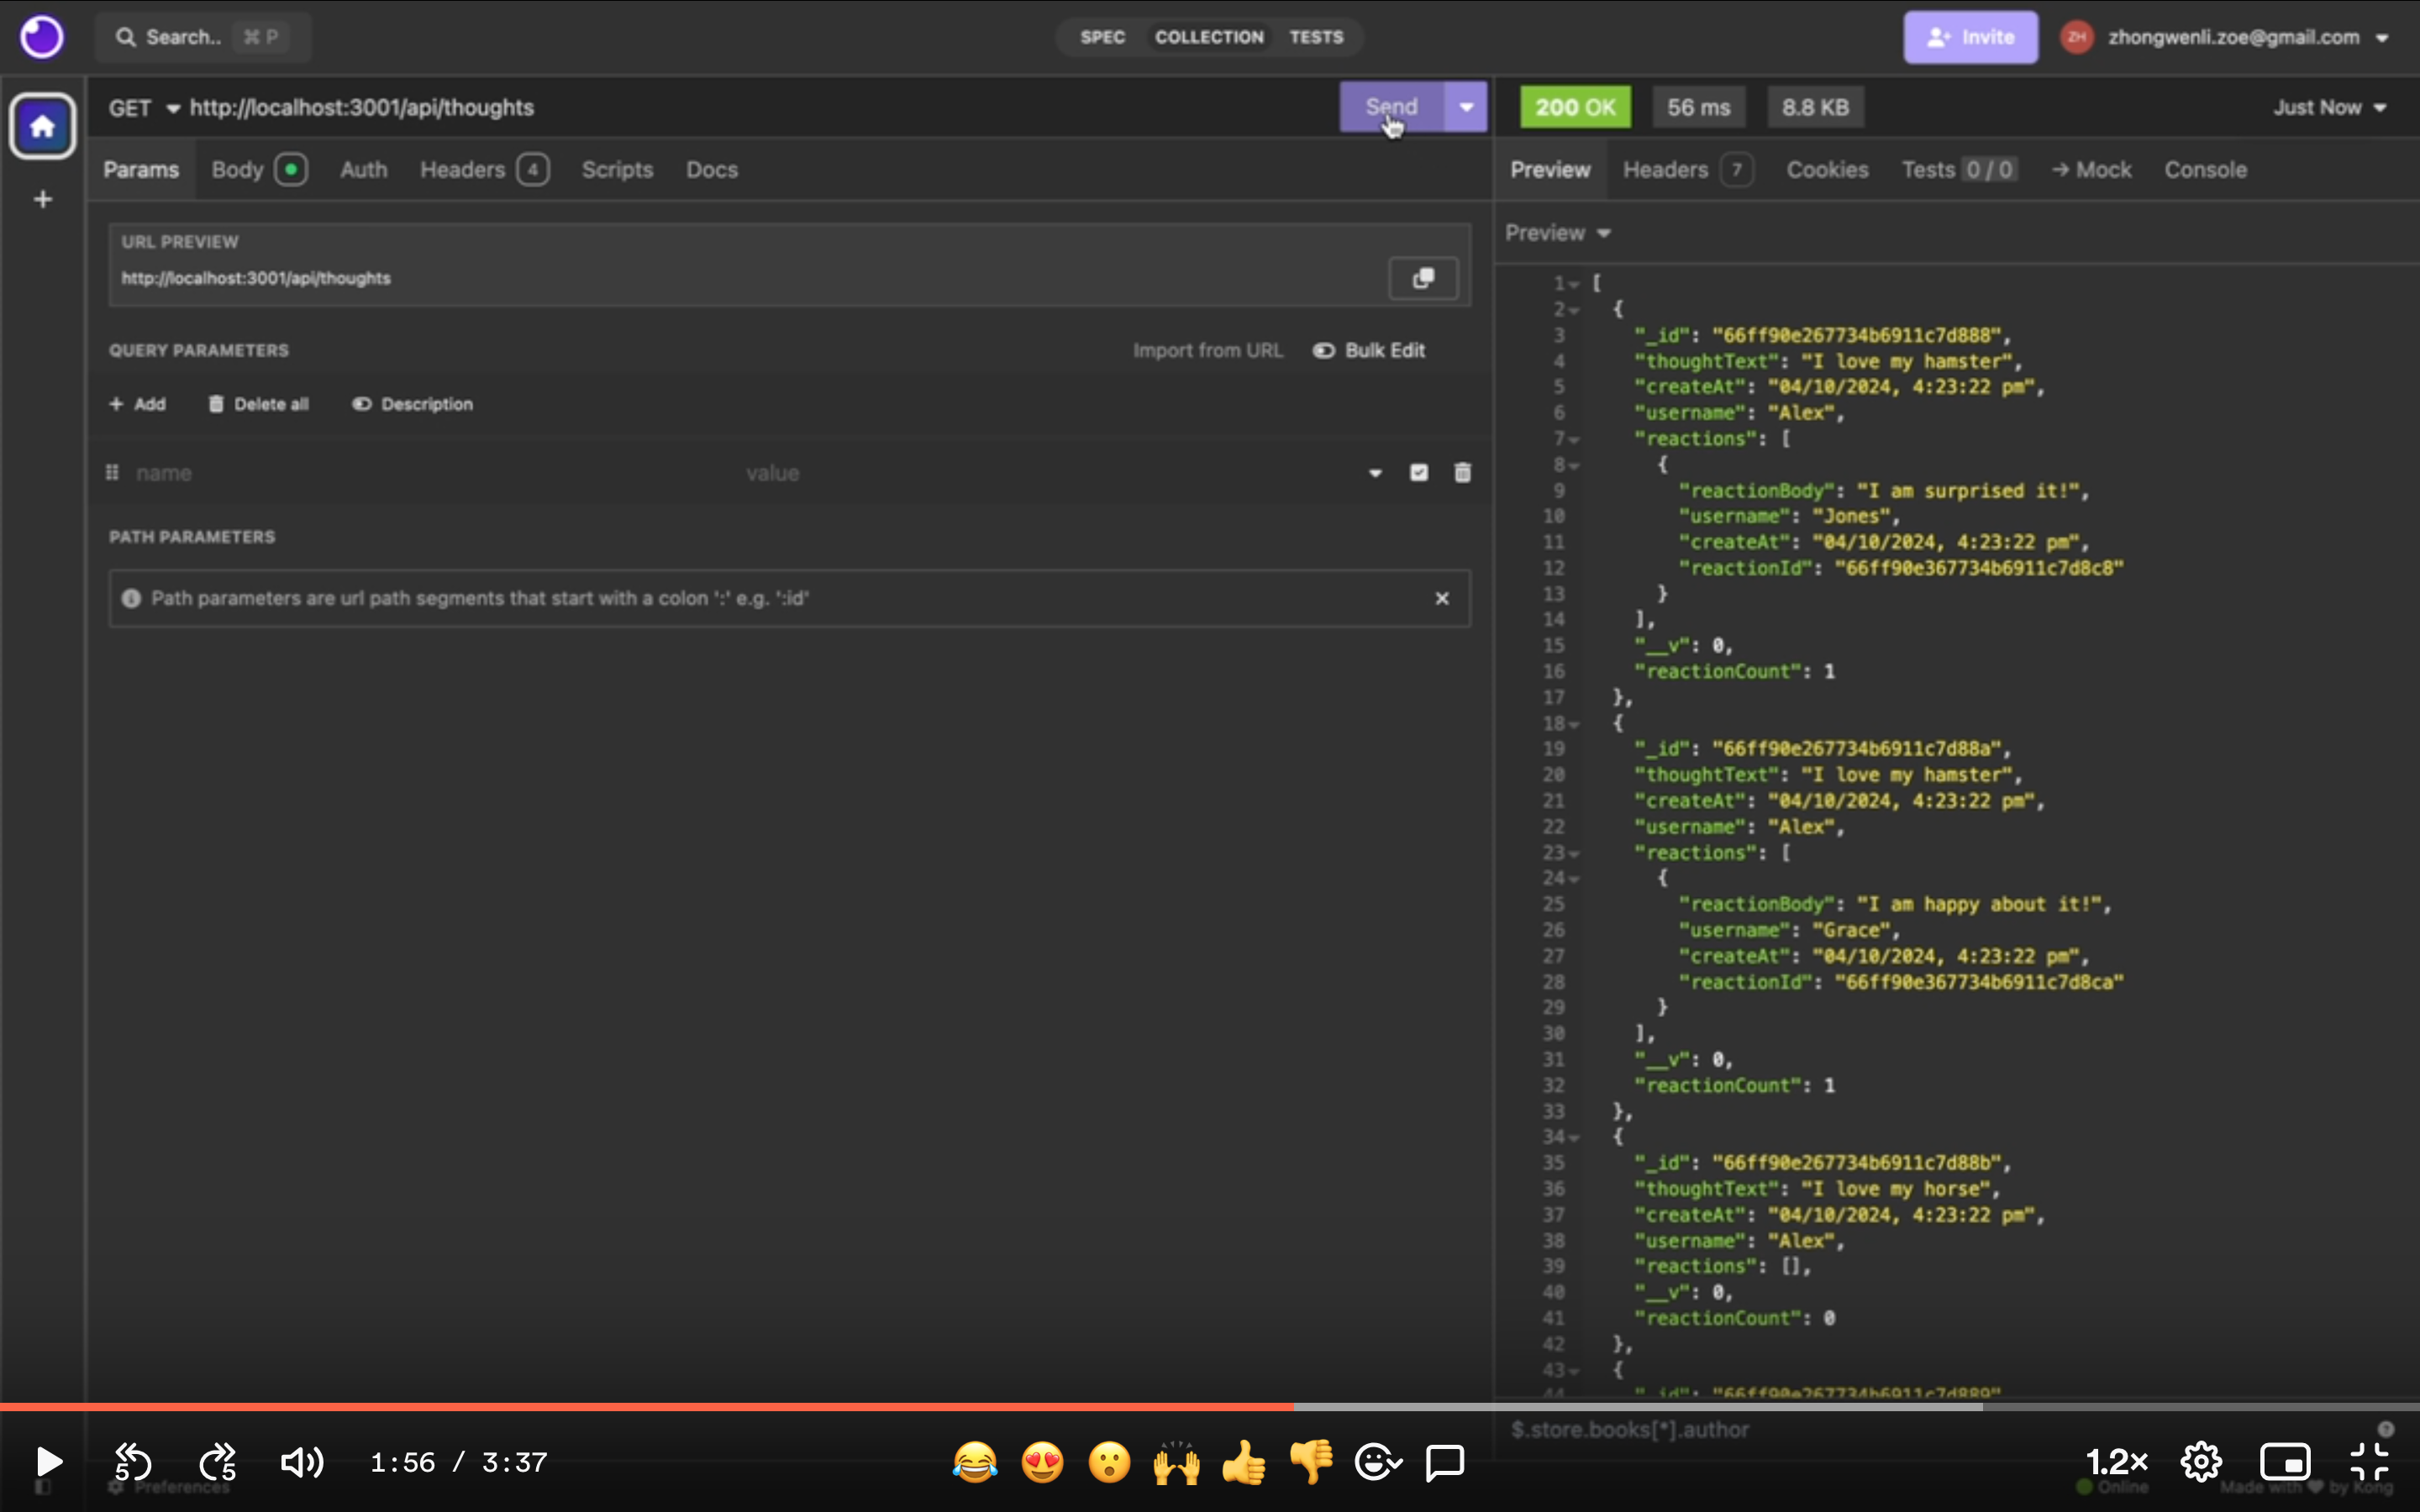 Search.. ⌘ P
SPEC COLLECTION TESTS
Invite
ZH zhongwenli.zoe@gmail.com
GET http://localhost:3001/api/thoughts
Send
200 OK 56 ms 8.8 KB
Just Now
Params Body Auth Headers 4 Scripts Docs
Preview Headers 7 Cookies Tests 0 / 0 → Mock Console
URL PREVIEW
http://localhost:3001/api/thoughts
QUERY PARAMETERS
Import from URL Bulk Edit
+ Add Delete all Description
name value
PATH PARAMETERS
Path parameters are url path segments that start with a colon ':' e.g. ':id'
Preview
1 [
2 {
3 "_id": "66ff90e267734b6911c7d888",
4 "thoughtText": "I love my hamster",
5 "createAt": "04/10/2024, 4:23:22 pm",
6 "username": "Alex",
7 "reactions": [
8 {
9 "reactionBody": "I am surprised it!",
10 "username": "Jones",
11 "createAt": "04/10/2024, 4:23:22 pm",
12 "reactionId": "66ff90e367734b6911c7d8c8"
13 }
14 ],
15 "__v": 0,
16 "reactionCount": 1
17 },
18 {
19 "_id": "66ff90e267734b6911c7d88a",
20 "thoughtText": "I love my hamster",
21 "createAt": "04/10/2024, 4:23:22 pm",
22 "username": "Alex",
23 "reactions": [
24 {
25 "reactionBody": "I am happy about it!",
26 "username": "Grace",
27 "createAt": "04/10/2024, 4:23:22 pm",
28 "reactionId": "66ff90e367734b6911c7d8ca"
29 }
30 ],
31 "__v": 0,
32 "reactionCount": 1
33 },
34 {
35 "_id": "66ff90e267734b6911c7d88b",
36 "thoughtText": "I love my horse",
37 "createAt": "04/10/2024, 4:23:22 pm",
38 "username": "Alex",
39 "reactions": [],
40 "__v": 0,
41 "reactionCount": 0
42 },
43 {
44 "_id": "66ff90e267734b6911c7d889"
$.store.books[*].author
5 5 1:56 / 3:37
1.2×
Preferences
Online Made with by Kong